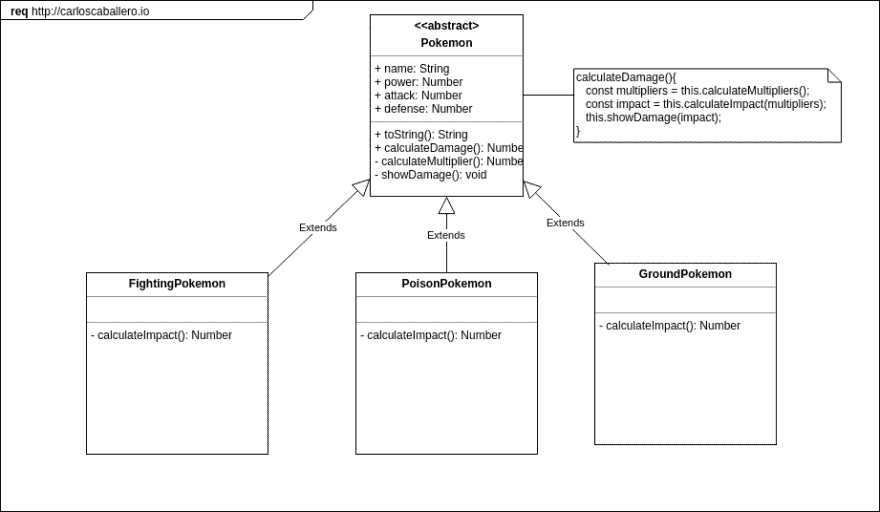 req http://carloscaballero.io
<<abstract>>
Pokemon
+ name: String
+ power: Number
+ attack: Number
+ defense: Number
+ toString(): String
+ calculateDamage(): Numbe
- calculateMultiplier(): Numbe
- showDamage(): void
calculateDamage(){
const multipliers = this.calculateMultipliers();
const impact = this.calculateImpact(multipliers);
this.showDamage(impact);
}
Extends
Extends
Extends
FightingPokemon
- calculateImpact(): Number
PoisonPokemon
- calculateImpact(): Number
GroundPokemon
- calculateImpact(): Number